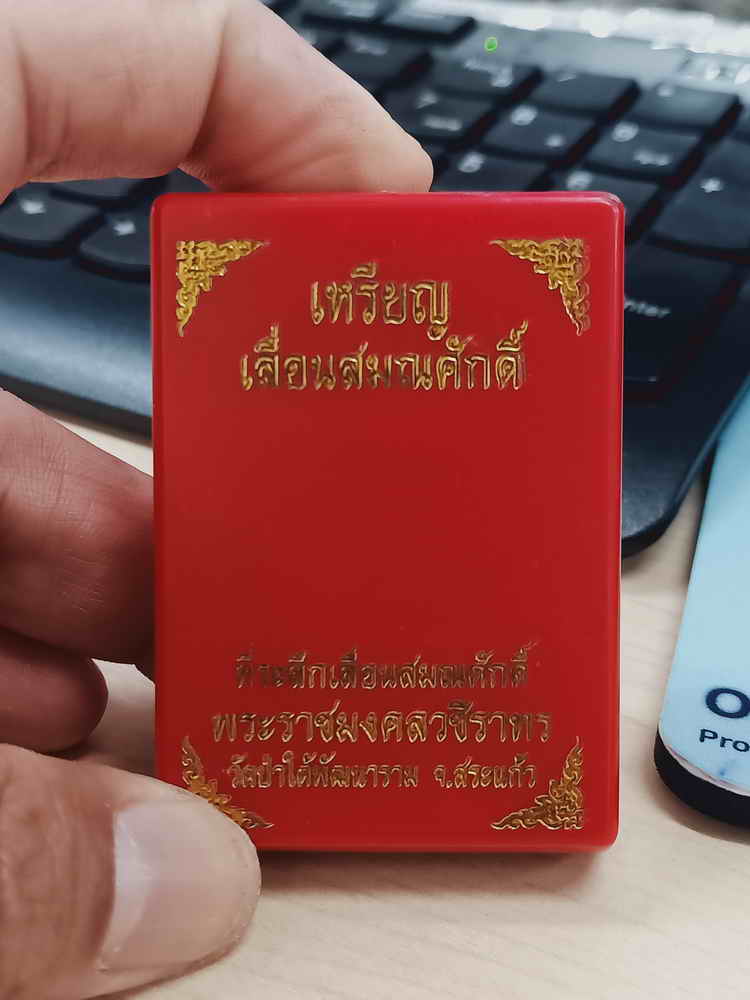 เหรียญ
เลื่อนสมณศักดิ์
ที่ระลึกเลื่อนสมณศักดิ์
พระราชมงคลวชิราทร
วัดป่าใต้พัฒนาราม จ.สระแก้ว
enter
O
Pro